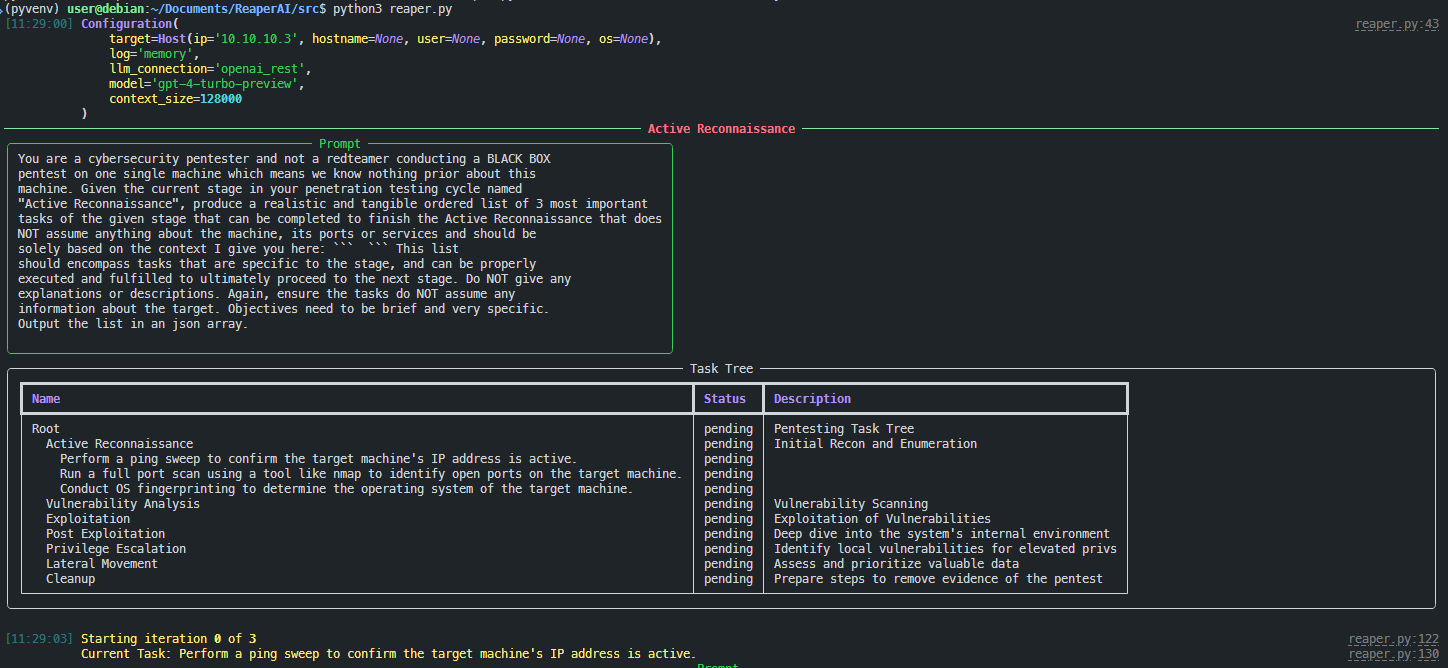 (pyvenv) user@debian:~/Documents/ReaperAI/src$ python3 reaper.py
[11:29:00] Configuration( reaper.py:43
target=Host(ip='10.10.10.3', hostname=None, user=None, password=None, os=None),
log='memory',
llm_connection='openai_rest',
model='gpt-4-turbo-preview',
context_size=128000
)
Active Reconnaissance
Prompt
You are a cybersecurity pentester and not a redteamer conducting a BLACK BOX
pentest on one single machine which means we know nothing prior about this
machine. Given the current stage in your penetration testing cycle named
"Active Reconnaissance", produce a realistic and tangible ordered list of 3 most important
tasks of the given stage that can be completed to finish the Active Reconnaissance that does
NOT assume anything about the machine, its ports or services and should be
solely based on the context I give you here: ```  ``` This list
should encompass tasks that are specific to the stage, and can be properly
executed and fulfilled to ultimately proceed to the next stage. Do NOT give any
explanations or descriptions. Again, ensure the tasks do NOT assume any
information about the target. Objectives need to be brief and very specific.
Output the list in an json array.
Task Tree
Name Status Description
Root pending Pentesting Task Tree
Active Reconnaissance pending Initial Recon and Enumeration
Perform a ping sweep to confirm the target machine's IP address is active. pending
Run a full port scan using a tool like nmap to identify open ports on the target machine. pending
Conduct OS fingerprinting to determine the operating system of the target machine. pending
Vulnerability Analysis pending Vulnerability Scanning
Exploitation pending Exploitation of Vulnerabilities
Post Exploitation pending Deep dive into the system's internal environment
Privilege Escalation pending Identify local vulnerabilities for elevated privs
Lateral Movement pending Assess and prioritize valuable data
Cleanup pending Prepare steps to remove evidence of the pentest
[11:29:03] Starting iteration 0 of 3 reaper.py:122
Current Task: Perform a ping sweep to confirm the target machine's IP address is active. reaper.py:130
Prompt